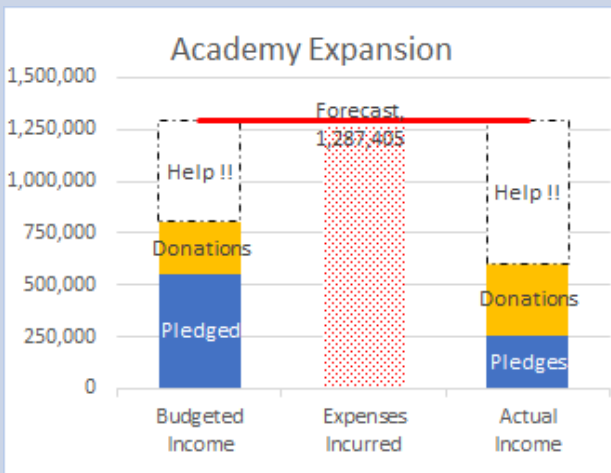 Academy Expansion
1,500,000
1,250,000
1,000,000
750,000
500,000
250,000
0
Forecast,
1,287,405
Help !!
Donations
Pledged
Help !!
Donations
Pledges
Budgeted
Income
Expenses
Incurred
Actual
Income